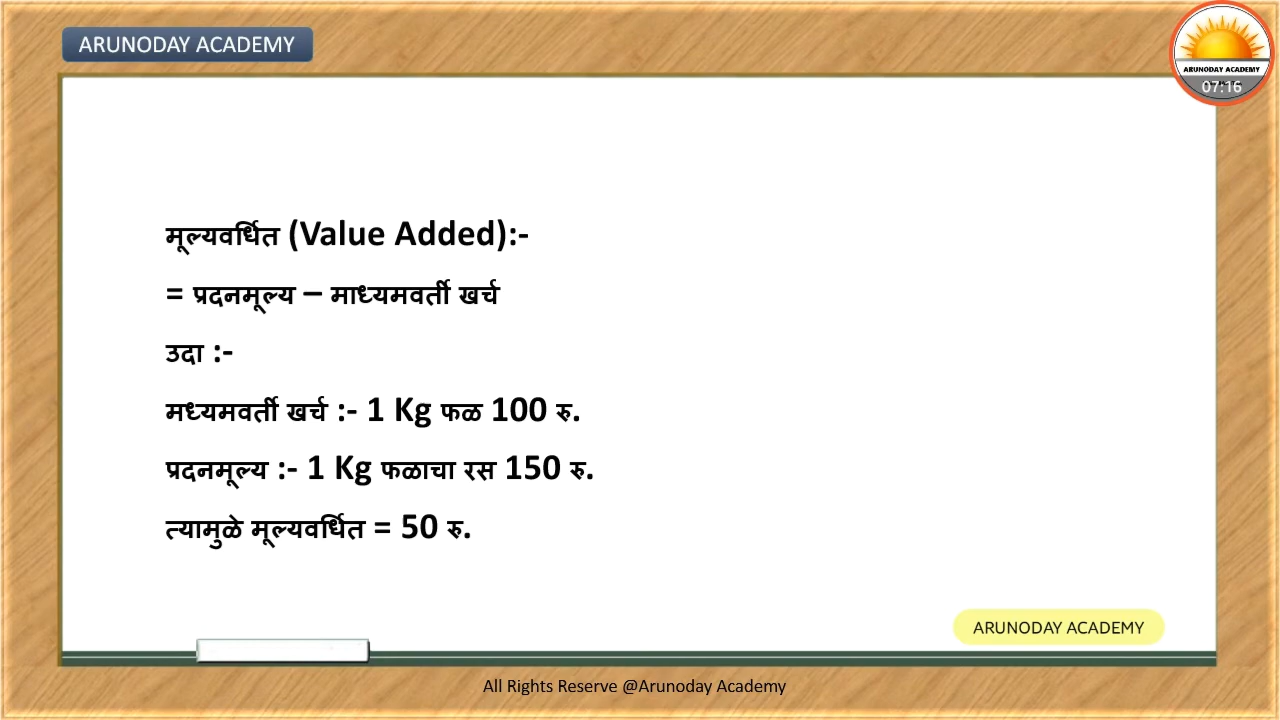 ARUNODAY ACADEMY
ARUNODAY ACADEMY
07:16
मूल्यवर्धित (Value Added):-
= प्रदनमूल्य – माध्यमवर्ती खर्च
उदा :-
मध्यमवर्ती खर्च :- 1 Kg फळ 100 रु.
प्रदनमूल्य :- 1 Kg फळाचा रस 150 रु.
त्यामुळे मूल्यवर्धित = 50 रु.
ARUNODAY ACADEMY
All Rights Reserve @Arunoday Academy